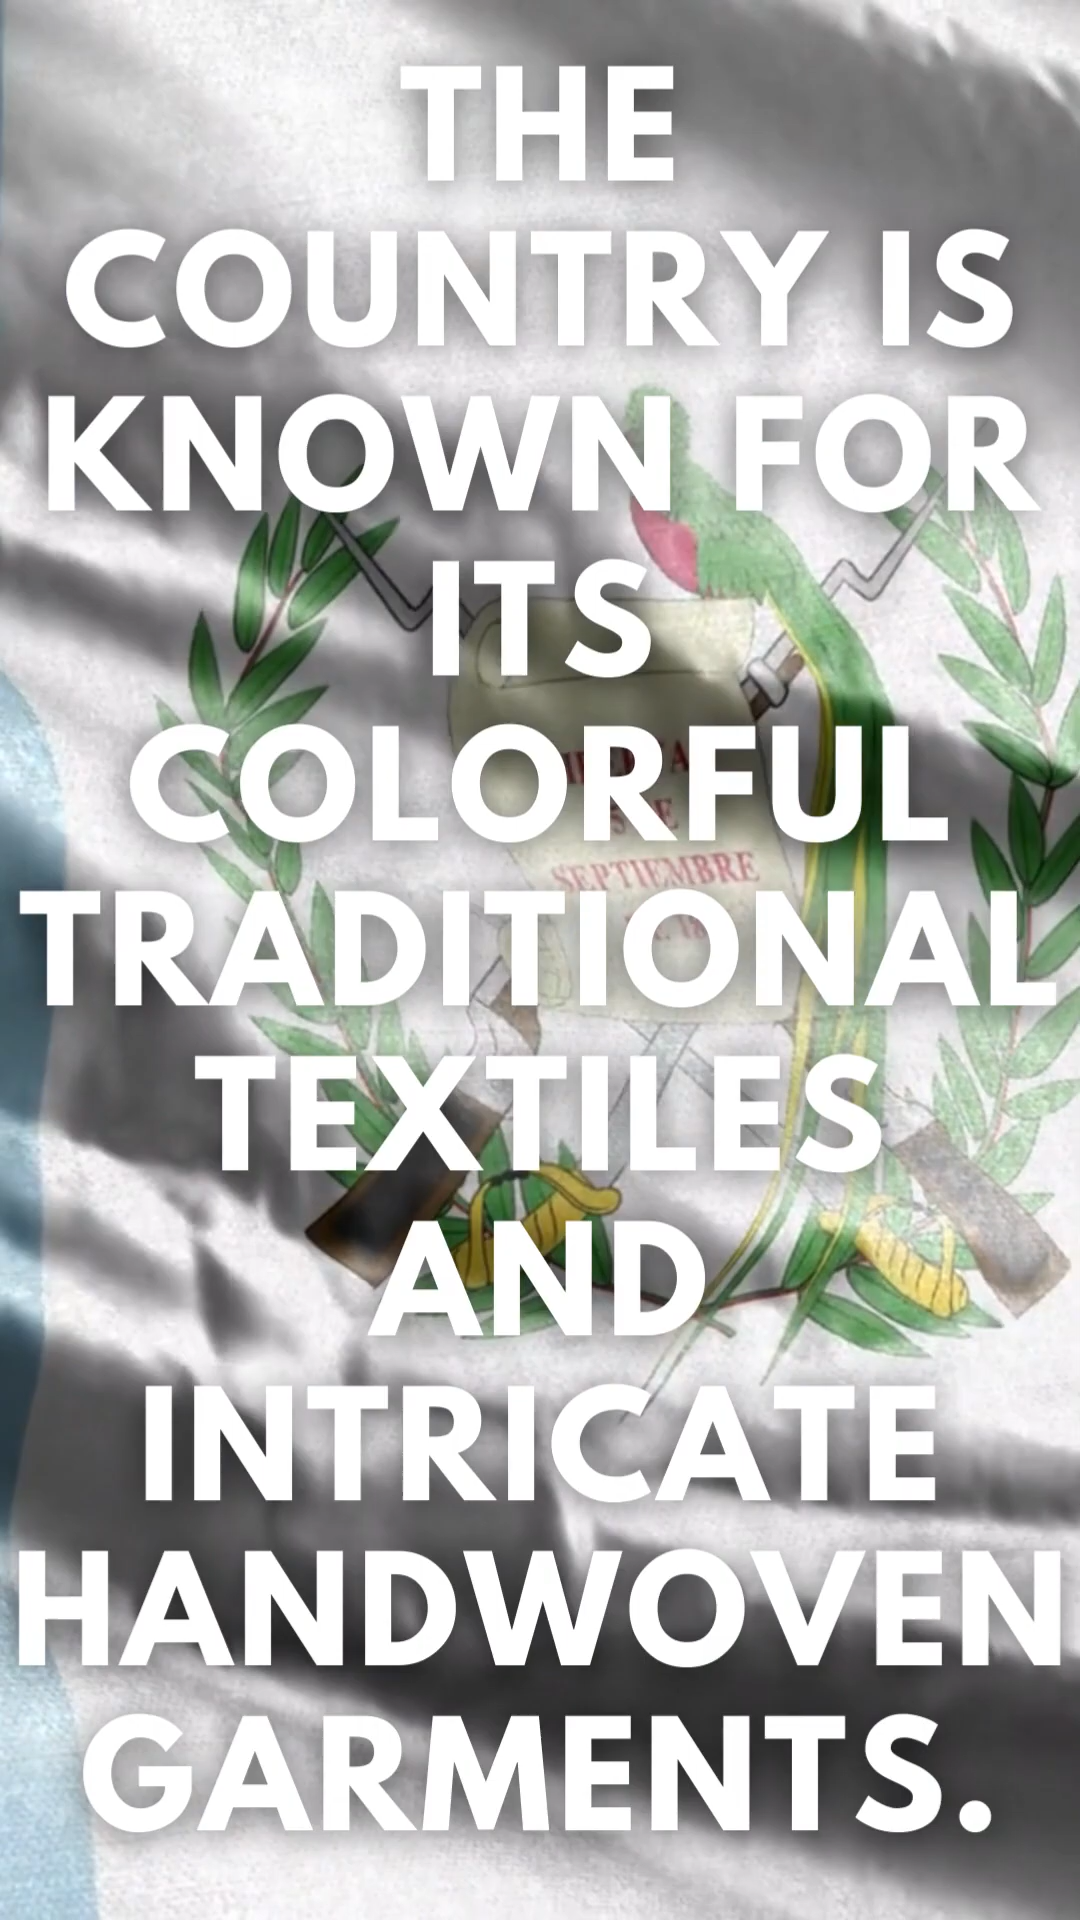 THE
COUNTRY IS
KNOWN FOR
ITS
COLORFUL
TRADITIONAL
TEXTILES
AND
INTRICATE
HANDWOVEN
GARMENTS.
SEPTIEMBRE